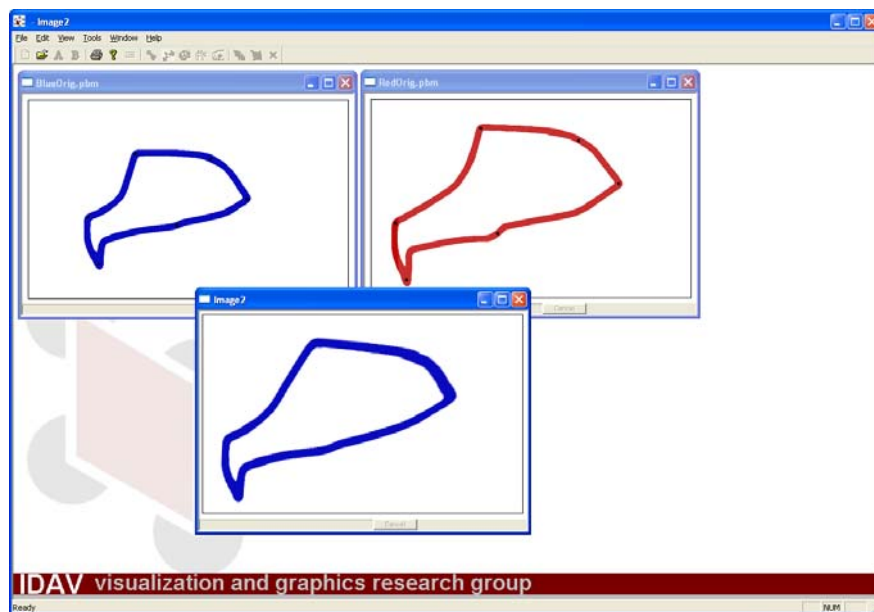 - Image2
File Edit View Tools Window Help
BlueOrig.pbm
RedOrig.pbm
Cancel
Image2
Cancel
IDAV visualization and graphics research group
Ready
NUM